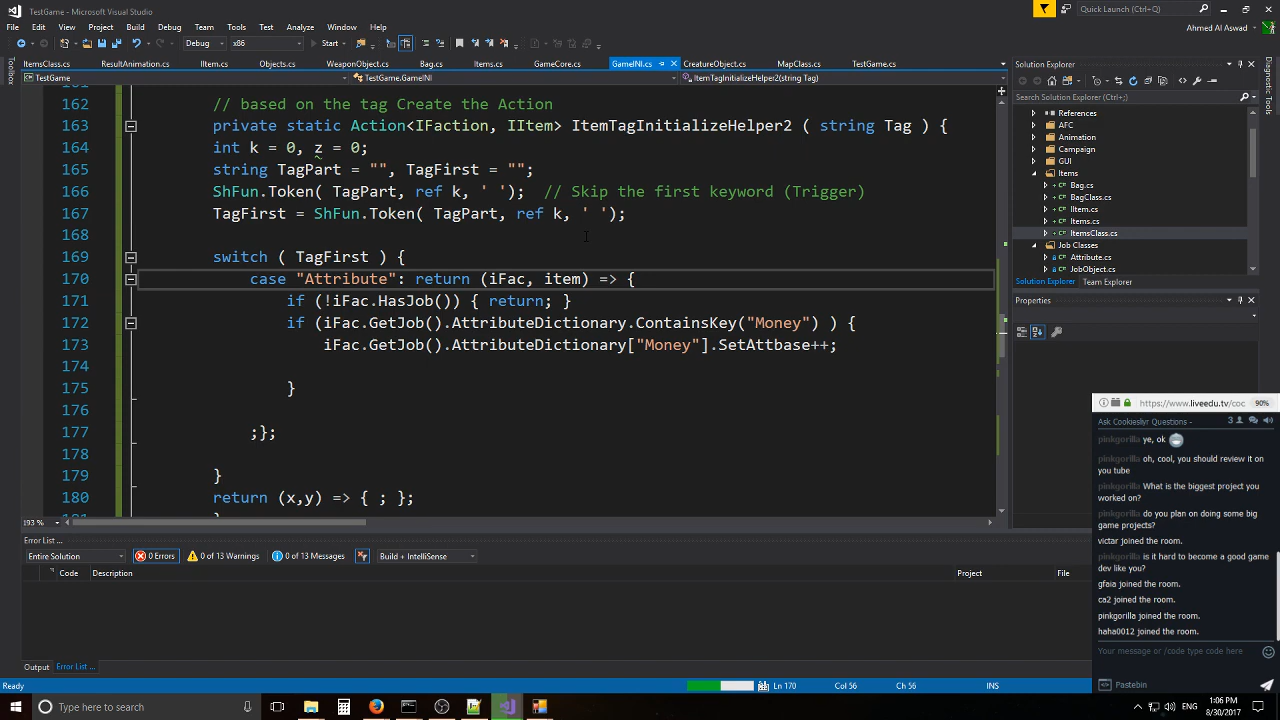 TestGame - Microsoft Visual Studio
Quick Launch (Ctrl+;)
File Edit View Project Build Debug Team Tools Test Analyze Window Help
Ahmed Al Aswad
Debug x86 Start
ItemsClass.cs ResultAnimation.cs IItem.cs Objects.cs WeaponObject.cs Bag.cs Items.cs GameCore.cs GameINI.cs CreatureObject.cs MapClass.cs TestGame.cs
TestGame TestGame.GameINI ItemTagInitializeHelper2(string Tag)
161
162 // based on the tag Create the Action
163 private static Action<IFaction, IItem> ItemTagInitializeHelper2 ( string Tag ) {
164 int k = 0, z = 0;
165 string TagPart = "", TagFirst = "";
166 ShFun.Token( TagPart, ref k, ' '); // Skip the first keyword (Trigger)
167 TagFirst = ShFun.Token( TagPart, ref k, ' ');
168
169 switch ( TagFirst ) {
170 case "Attribute": return (iFac, item) => {
171 if (!iFac.HasJob()) { return; }
172 if (iFac.GetJob().AttributeDictionary.ContainsKey("Money") ) {
173 iFac.GetJob().AttributeDictionary["Money"].SetAttbase++;
174
175 }
176
177 ;};
178
179 }
180 return (x,y) => { ; };
181 }
193 %
Toolbox
Diagnostic Tools
Solution Explorer
Search Solution Explorer (Ctrl+;)
References
AFC
Animation
Campaign
GUI
Items
Bag.cs
BagClass.cs
IItem.cs
Items.cs
ItemsClass.cs
Job Classes
Attribute.cs
JobObject.cs
Solution Explorer Team Explorer
Properties
Error List ...
Entire Solution 0 Errors 0 of 13 Warnings 0 of 13 Messages Build + IntelliSense
Code Description Project File
Output Error List ...
https://www.liveedu.tv/coc 90%
Ask Cookiesliyr Questions - 3
pinkgorilla ye, ok
pinkgorilla oh, cool, you should review it on
you tube
pinkgorilla What is the biggest project you
worked on?
pinkgorilla do you plan on doing some big
game projects?
victar joined the room.
pinkgorilla is it hard to become a good game
dev like you?
gfaia joined the room.
ca2 joined the room.
pinkgorilla joined the room.
haha0012 joined the room.
Your message or /code type code here
Pastebin
Ready Ln 170 Col 56 Ch 56 INS
Type here to search
ENG
1:06 PM
8/30/2017